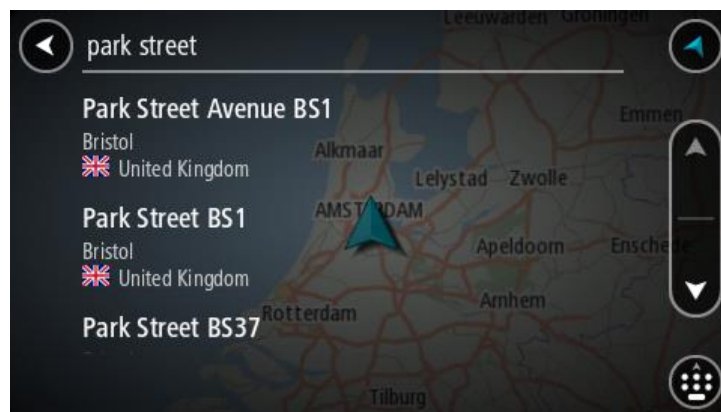 park street
Park Street Avenue BS1
Bristol
United Kingdom
Park Street BS1
Bristol
United Kingdom
Park Street BS37
Leeuwarden Groningen
Emmen
Alkmaar
Lelystad Zwolle
AMSTERDAM
Apeldoorn
Enschede
Arnhem
Rotterdam
Tilburg